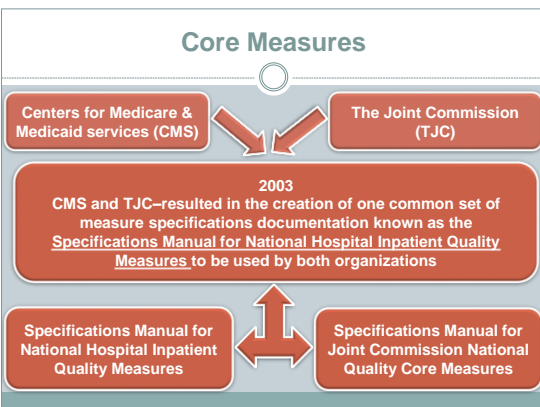 Core Measures
Centers for Medicare &
Medicaid services (CMS)
The Joint Commission
(TJC)
2003
CMS and TJC–resulted in the creation of one common set of
measure specifications documentation known as the
Specifications Manual for National Hospital Inpatient Quality
Measures to be used by both organizations
Specifications Manual for
National Hospital Inpatient
Quality Measures
Specifications Manual for
Joint Commission National
Quality Core Measures